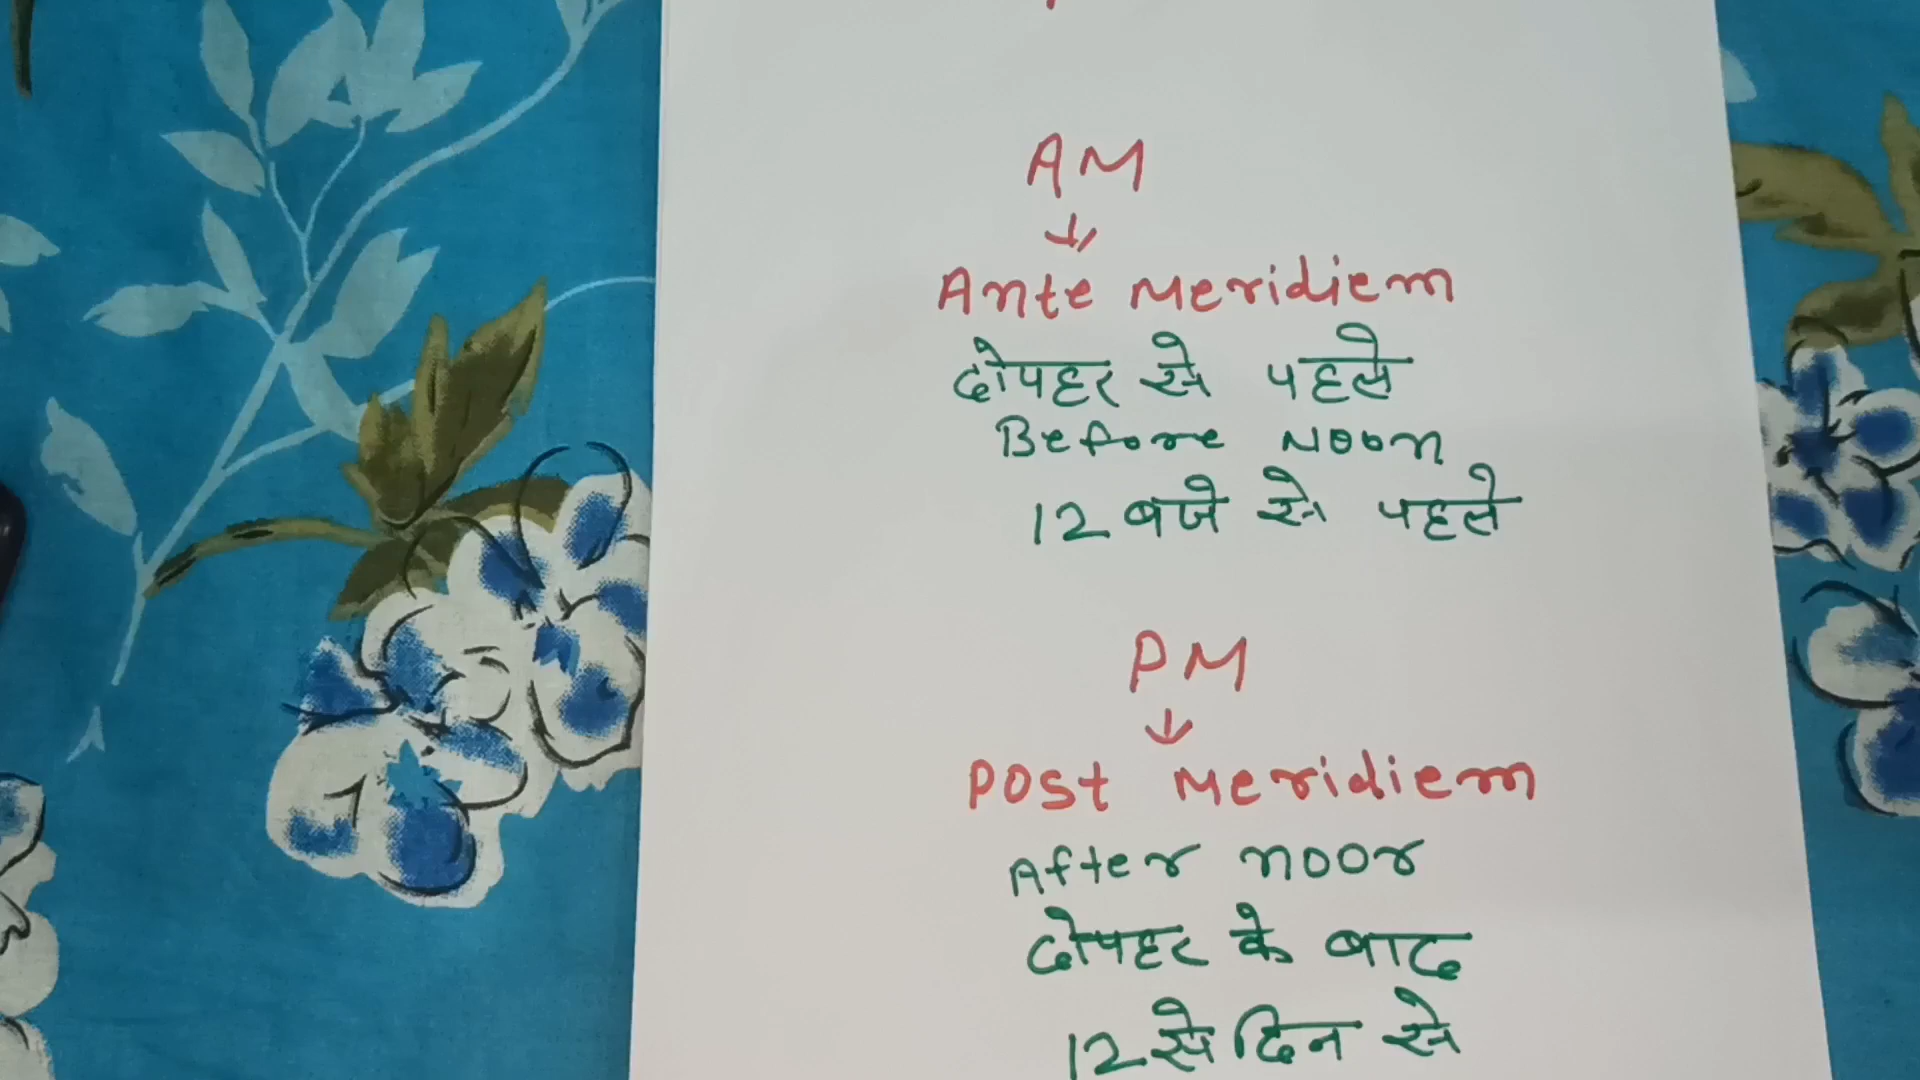 AM
↓
Ante Meridiem
दोपहर से पहले
Before Noon
12 बजे से पहले
PM
↓
Post Meridiem
After noor
दोपहर के बाद
12 से दिन से